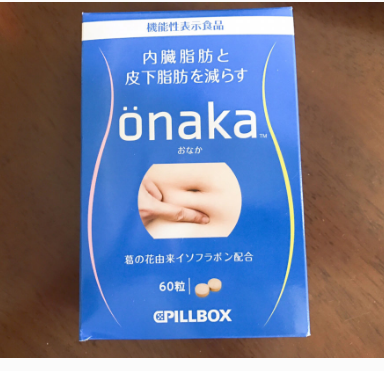 機能性表示食品
内臓脂肪と
皮下脂肪を減らす
önaka™
おなか
葛の花由来イソフラボン配合
60粒
PILLBOX